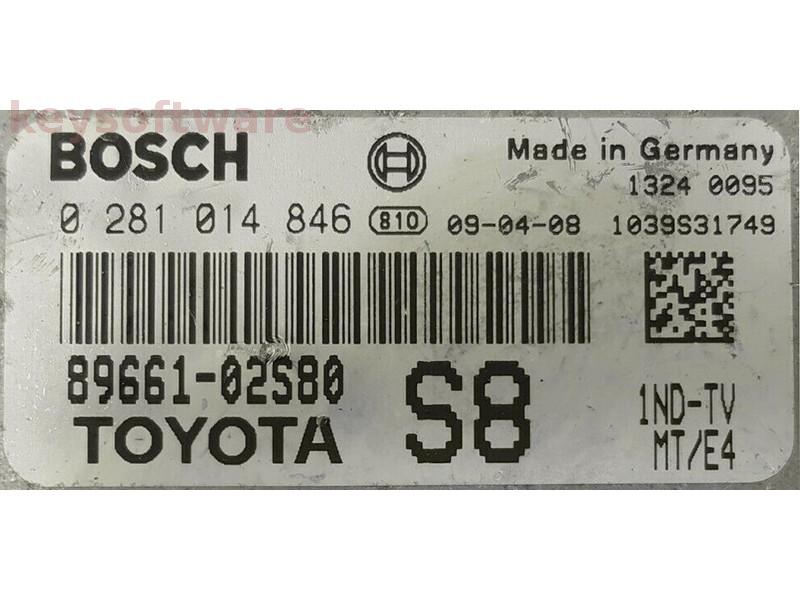 keysoftware
BOSCH
Made in Germany
1324 0095
0 281 014 846 810 09-04-08 1039S31749
89661-02S80 S8 1ND-TV
TOYOTA MT/E4